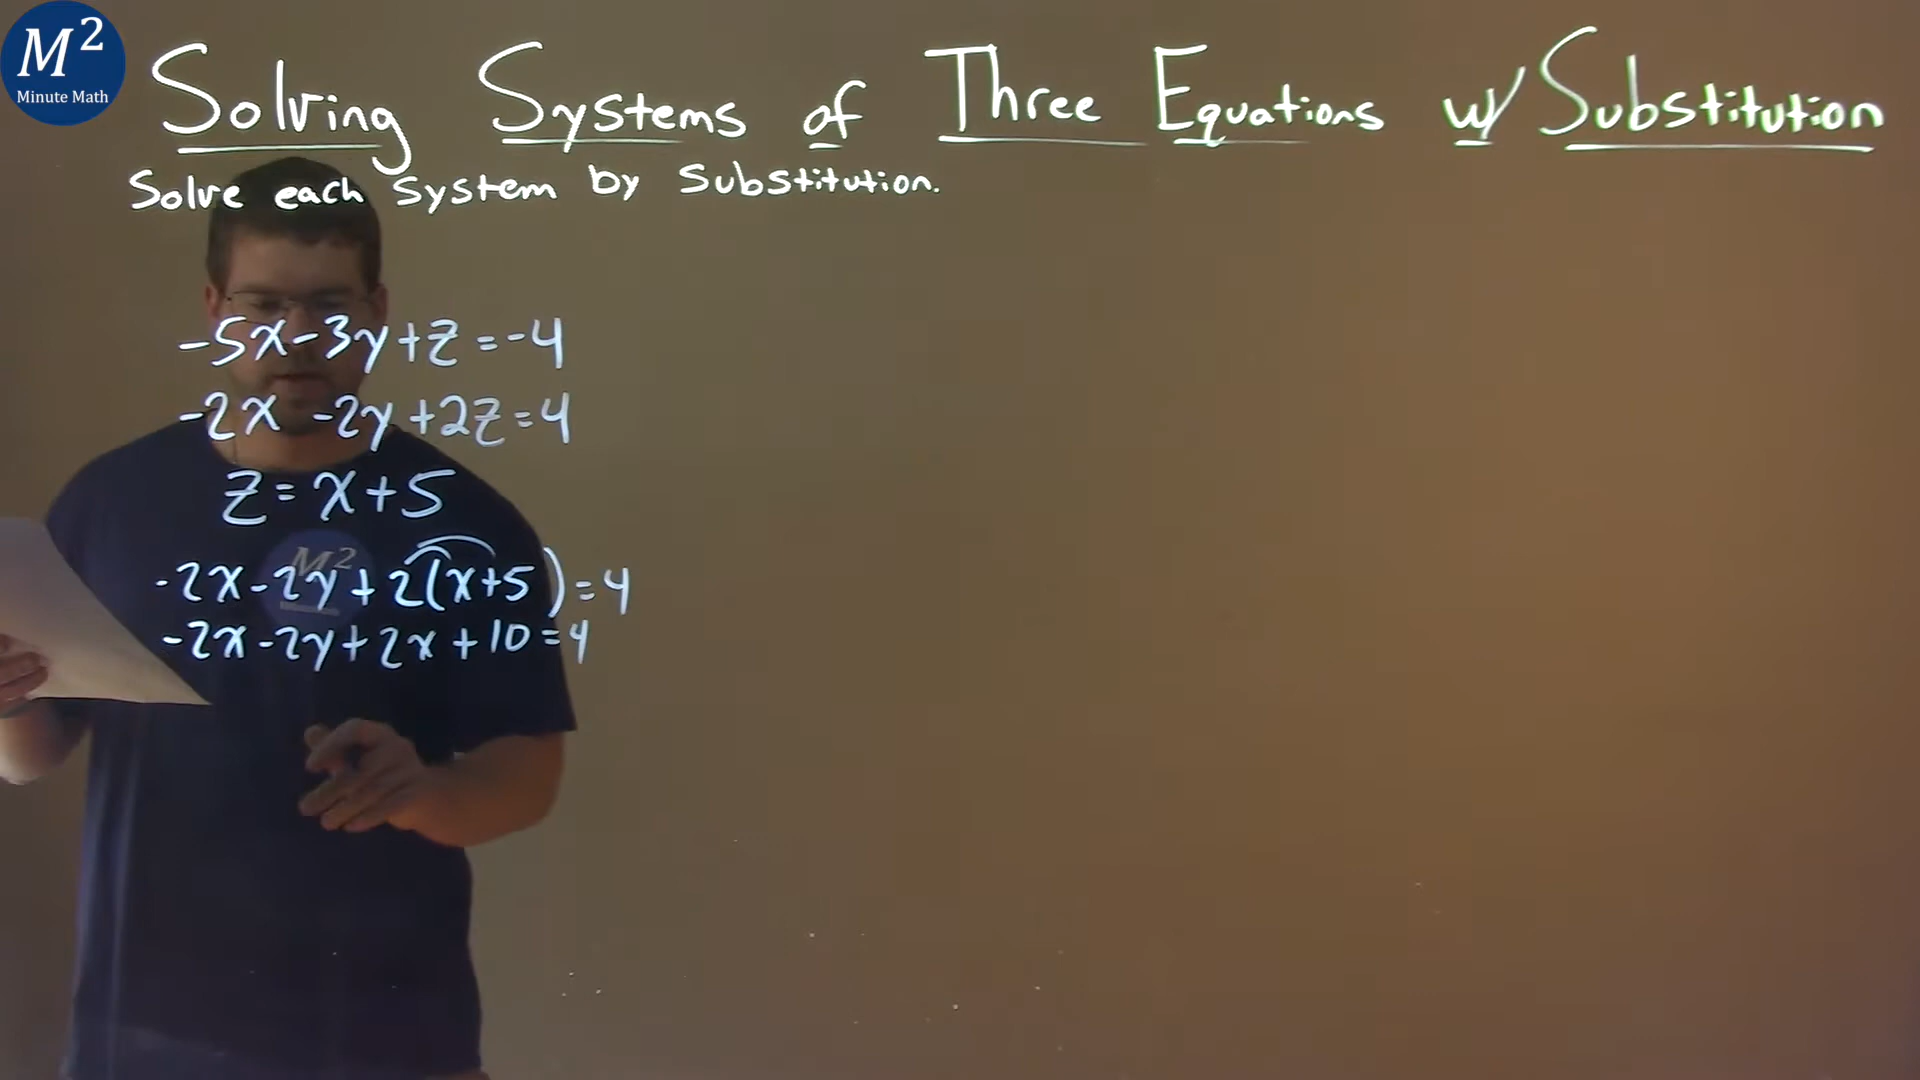 M²
Minute Math
Solving Systems of Three Equations w/ Substitution
Solve each system by substitution.
-5x-3y+z=-4
-2x-2y+2z=4
z=x+5
M²
-2x-2y+2(x+5)=4
-2x-2y+2x+10=4